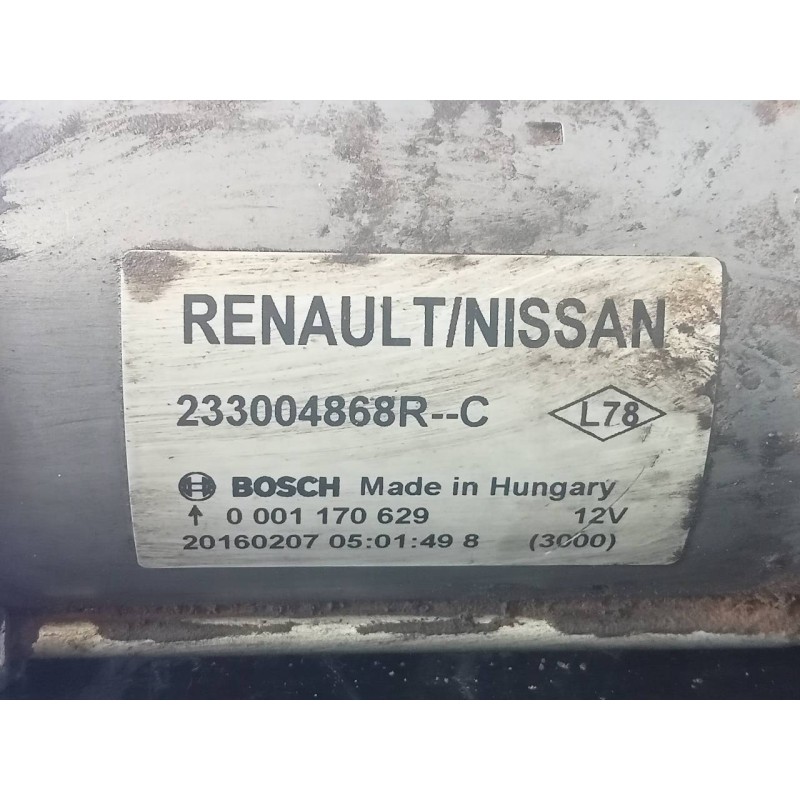 RENAULT/NISSAN
233004868R--C L78
BOSCH Made in Hungary
↑ 0 001 170 629 12V
20160207 05:01:49 8 (3000)